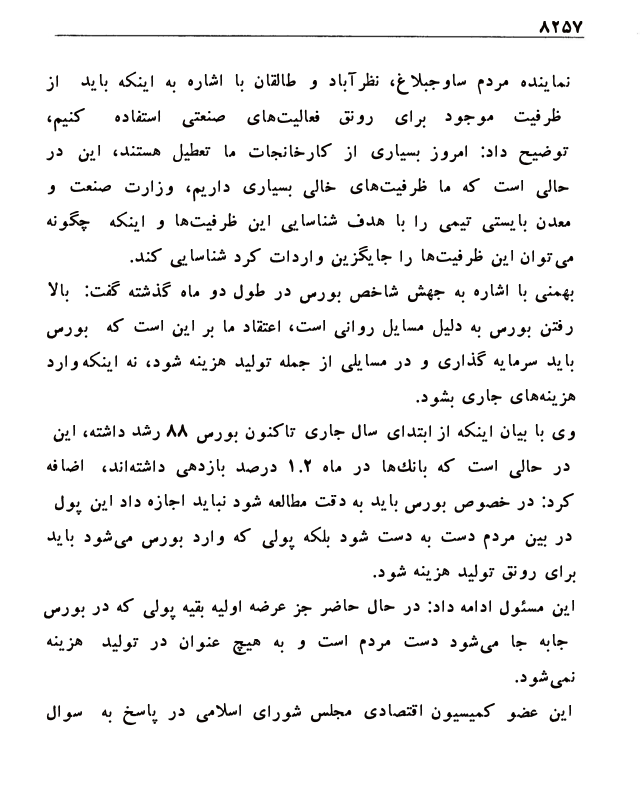 ۸۲۵۷
نماینده مردم ساوجبلاغ، نظرآباد و طالقان با اشاره به اینکه باید از
ظرفیت موجود برای رونق فعالیت‌های صنعتی استفاده کنیم،
توضیح داد: امروز بسیاری از کارخانجات ما تعطیل هستند، این در
حالی است که ما ظرفیت‌های خالی بسیاری داریم، وزارت صنعت و
معدن بایستی تیمی را با هدف شناسایی این ظرفیت‌ها و اینکه چگونه
می‌توان این ظرفیت‌ها را جایگزین واردات کرد شناسایی کند.
بهمنی با اشاره به جهش شاخص بورس در طول دو ماه گذشته گفت: بالا
رفتن بورس به دلیل مسایل روانی است، اعتقاد ما بر این است که بورس
باید سرمایه گذاری و در مسایلی از جمله تولید هزینه شود، نه اینکه وارد
هزینه‌های جاری بشود.
وی با بیان اینکه از ابتدای سال جاری تاکنون بورس ۸۸ رشد داشته، این
در حالی است که بانك‌ها در ماه ۱.۲ درصد بازدهی داشته‌اند، اضافه
کرد: در خصوص بورس باید به دقت مطالعه شود نباید اجازه داد این پول
در بین مردم دست به دست شود بلکه پولی که وارد بورس می‌شود باید
برای رونق تولید هزینه شود.
این مسئول ادامه داد: در حال حاضر جز عرضه اولیه بقیه پولی که در بورس
جابه جا می‌شود دست مردم است و به هیچ عنوان در تولید هزینه
نمی‌شود.
این عضو کمیسیون اقتصادی مجلس شورای اسلامی در پاسخ به سوال